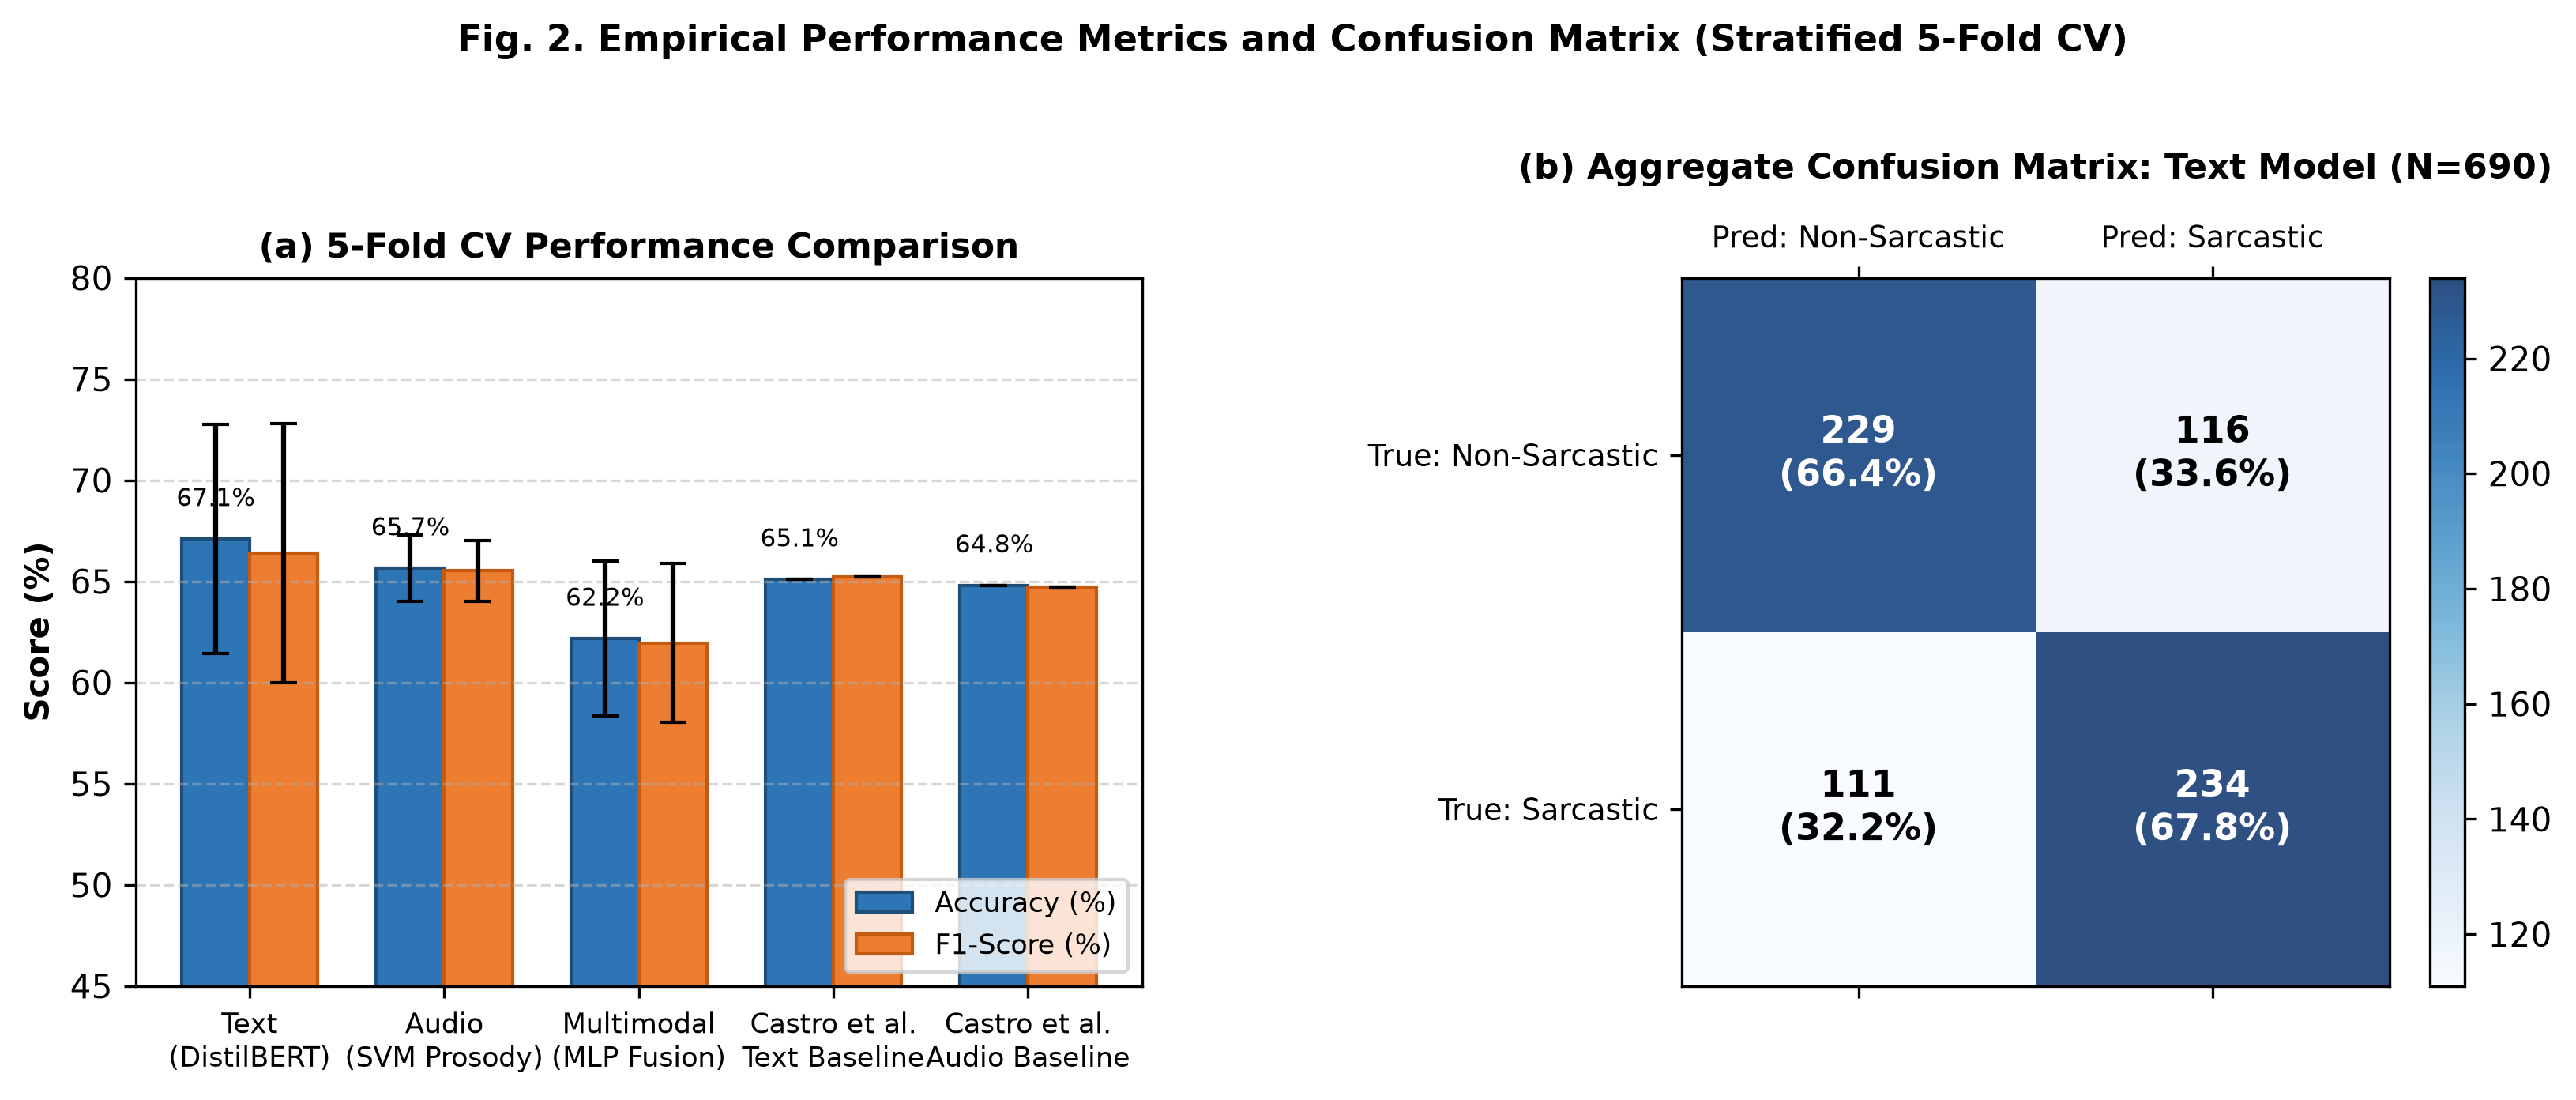 Fig. 2. Empirical Performance Metrics and Confusion Matrix (Stratified 5-Fold CV)
(a) 5-Fold CV Performance Comparison
Score (%)
80
75
70
65
60
55
50
45
67.1%
65.7%
62.2%
65.1%
64.8%
Accuracy (%)
F1-Score (%)
Text
(DistilBERT)
Audio
(SVM Prosody)
Multimodal
(MLP Fusion)
Castro et al.
Text Baseline
Castro et al.
Audio Baseline
(b) Aggregate Confusion Matrix: Text Model (N=690)
Pred: Non-Sarcastic
Pred: Sarcastic
True: Non-Sarcastic
229
(66.4%)
116
(33.6%)
True: Sarcastic
111
(32.2%)
234
(67.8%)
220
200
180
160
140
120